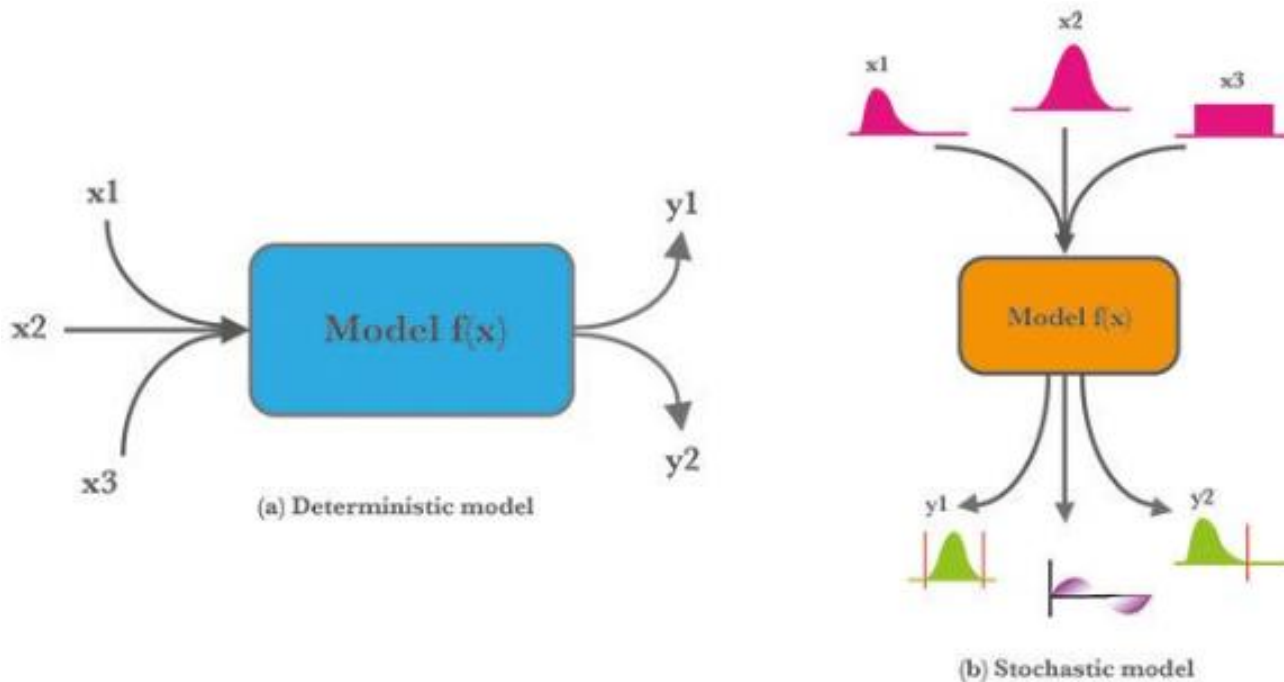 x1
x2
x3
Model f(x)
y1
y2
(a) Deterministic model
x1
x2
x3
Model f(x)
y1
y2
(b) Stochastic model